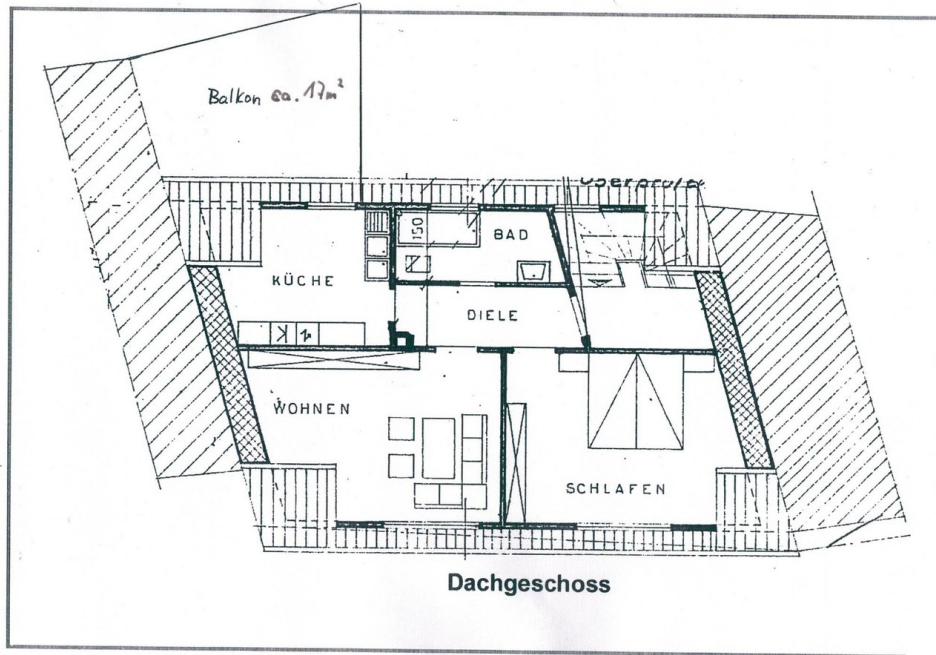 Balkon ca. 17m²
150
BAD
KÜCHE
DIELE
K
WOHNEN
SCHLAFEN
Dachgeschoss